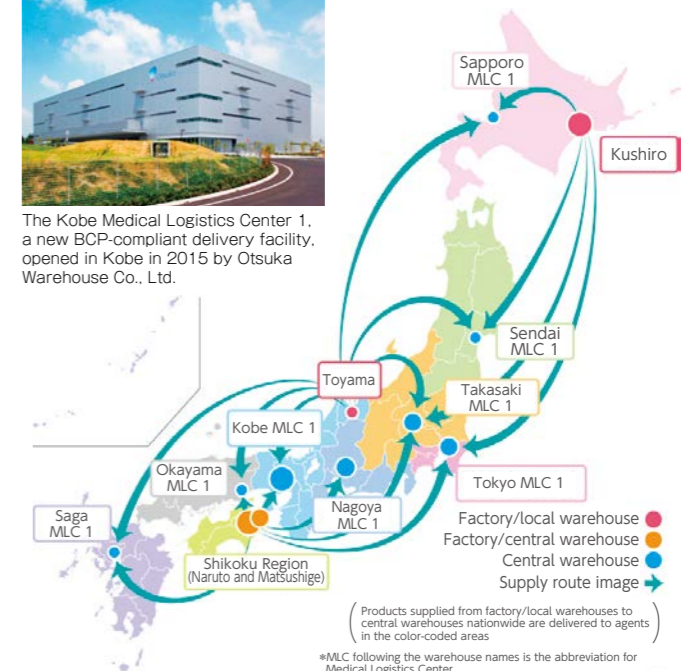 The Kobe Medical Logistics Center 1,
a new BCP-compliant delivery facility,
opened in Kobe in 2015 by Otsuka
Warehouse Co., Ltd.
Sapporo
MLC 1
Kushiro
Sendai
MLC 1
Toyama
Takasaki
MLC 1
Kobe MLC 1
Okayama
MLC 1
Nagoya
MLC 1
Tokyo MLC 1
Saga
MLC 1
Shikoku Region
(Naruto and Matsushige)
Factory/local warehouse
Factory/central warehouse
Central warehouse
Supply route image
(Products supplied from factory/local warehouses to
central warehouses nationwide are delivered to agents
in the color-coded areas)
*MLC following the warehouse names is the abbreviation for
Medical Logistics Center